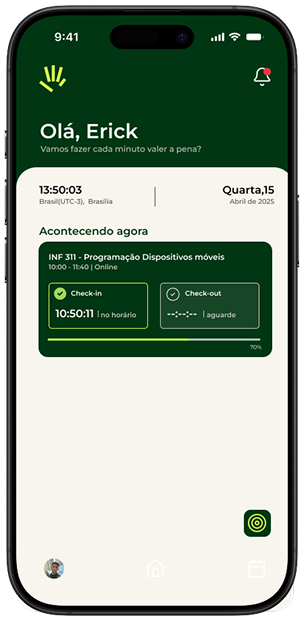 9:41
Olá, Erick
Vamos fazer cada minuto valer a pena?
13:50:03
Quarta,15
Brasil(UTC-3), Brasília
Abril de 2025
Acontecendo agora
INF 311 - Programação Dispositivos móveis
10:00 - 11:40 | Online
Check-in
Check-out
10:50:11 | no horário
--:--:-- | aguarde
70%